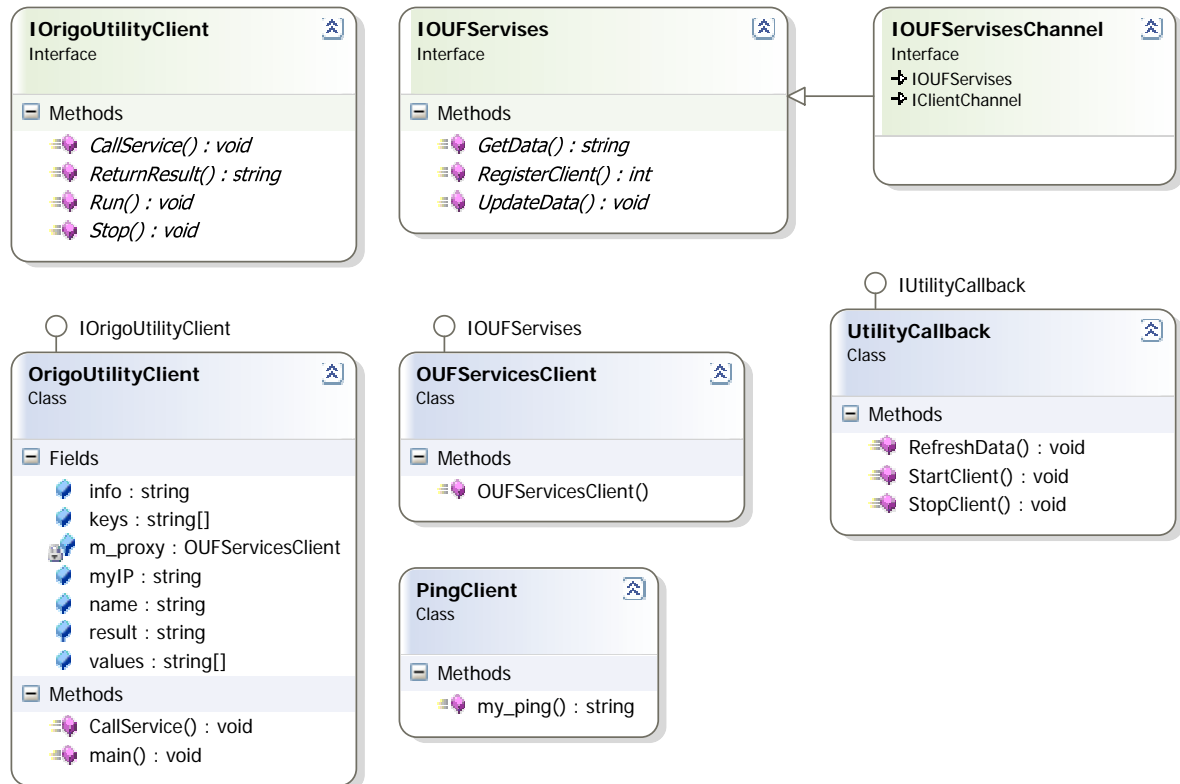 IOrigoUtilityClient
Interface
Methods
CallService() : void
ReturnResult() : string
Run() : void
Stop() : void
IOUFServises
Interface
Methods
GetData() : string
RegisterClient() : int
UpdateData() : void
IOUFServisesChannel
Interface
IOUFServises
IClientChannel
IOrigoUtilityClient
OrigoUtilityClient
Class
Fields
info : string
keys : string[]
m_proxy : OUFServicesClient
myIP : string
name : string
result : string
values : string[]
Methods
CallService() : void
main() : void
IOUFServises
OUFServicesClient
Class
Methods
OUFServicesClient()
PingClient
Class
Methods
my_ping() : string
IUtilityCallback
UtilityCallback
Class
Methods
RefreshData() : void
StartClient() : void
StopClient() : void